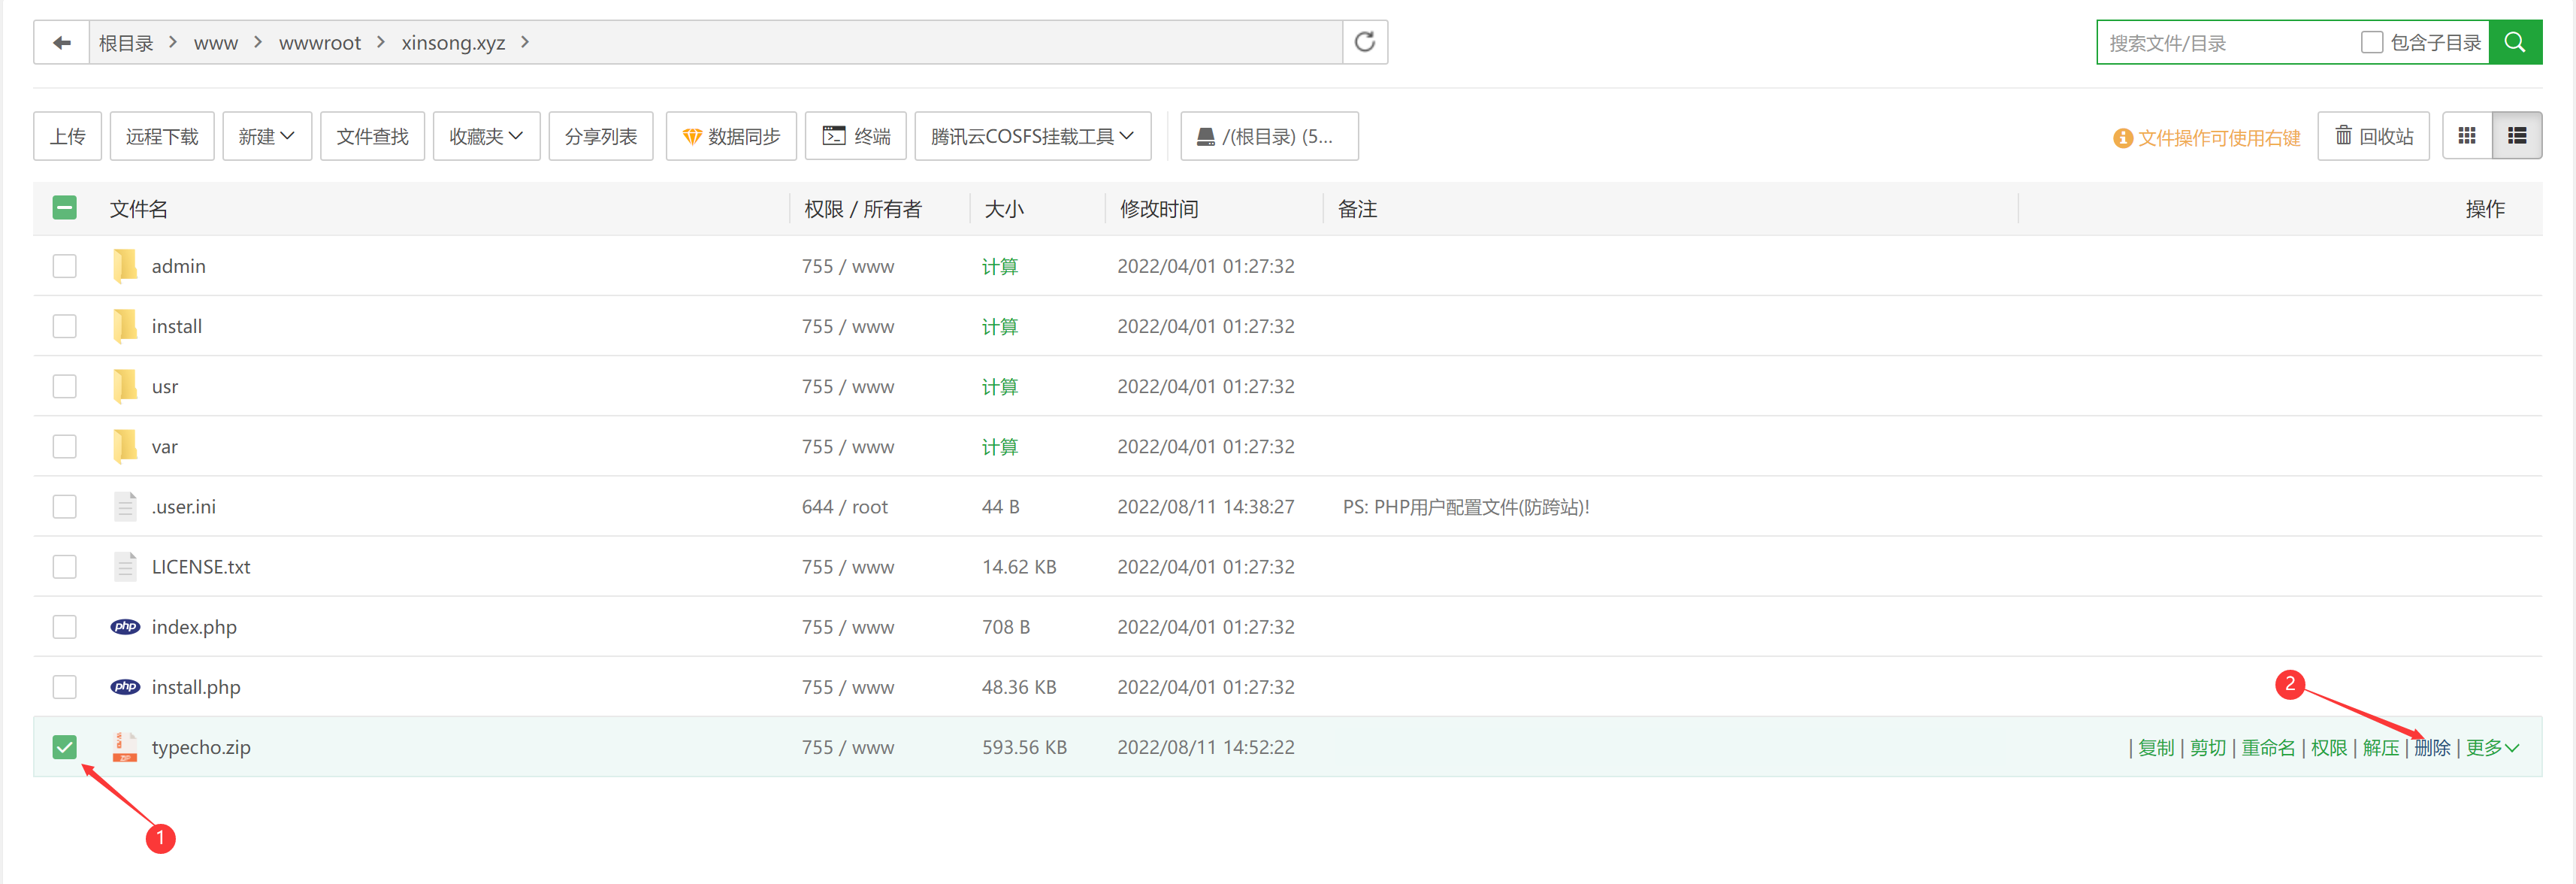 根目录 > www > wwwroot > xinsong.xyz >
搜索文件/目录 包含子目录
上传 远程下载 新建 文件查找 收藏夹 分享列表 数据同步 终端 腾讯云COSFS挂载工具 /(根目录) (5... 文件操作可使用右键 回收站
文件名 权限 / 所有者 大小 修改时间 备注 操作
admin 755 / www 计算 2022/04/01 01:27:32
install 755 / www 计算 2022/04/01 01:27:32
usr 755 / www 计算 2022/04/01 01:27:32
var 755 / www 计算 2022/04/01 01:27:32
.user.ini 644 / root 44 B 2022/08/11 14:38:27 PS: PHP用户配置文件(防跨站)!
LICENSE.txt 755 / www 14.62 KB 2022/04/01 01:27:32
php index.php 755 / www 708 B 2022/04/01 01:27:32
php install.php 755 / www 48.36 KB 2022/04/01 01:27:32
2
ZIP typecho.zip 755 / www 593.56 KB 2022/08/11 14:52:22 | 复制 | 剪切 | 重命名 | 权限 | 解压 | 删除 | 更多
1